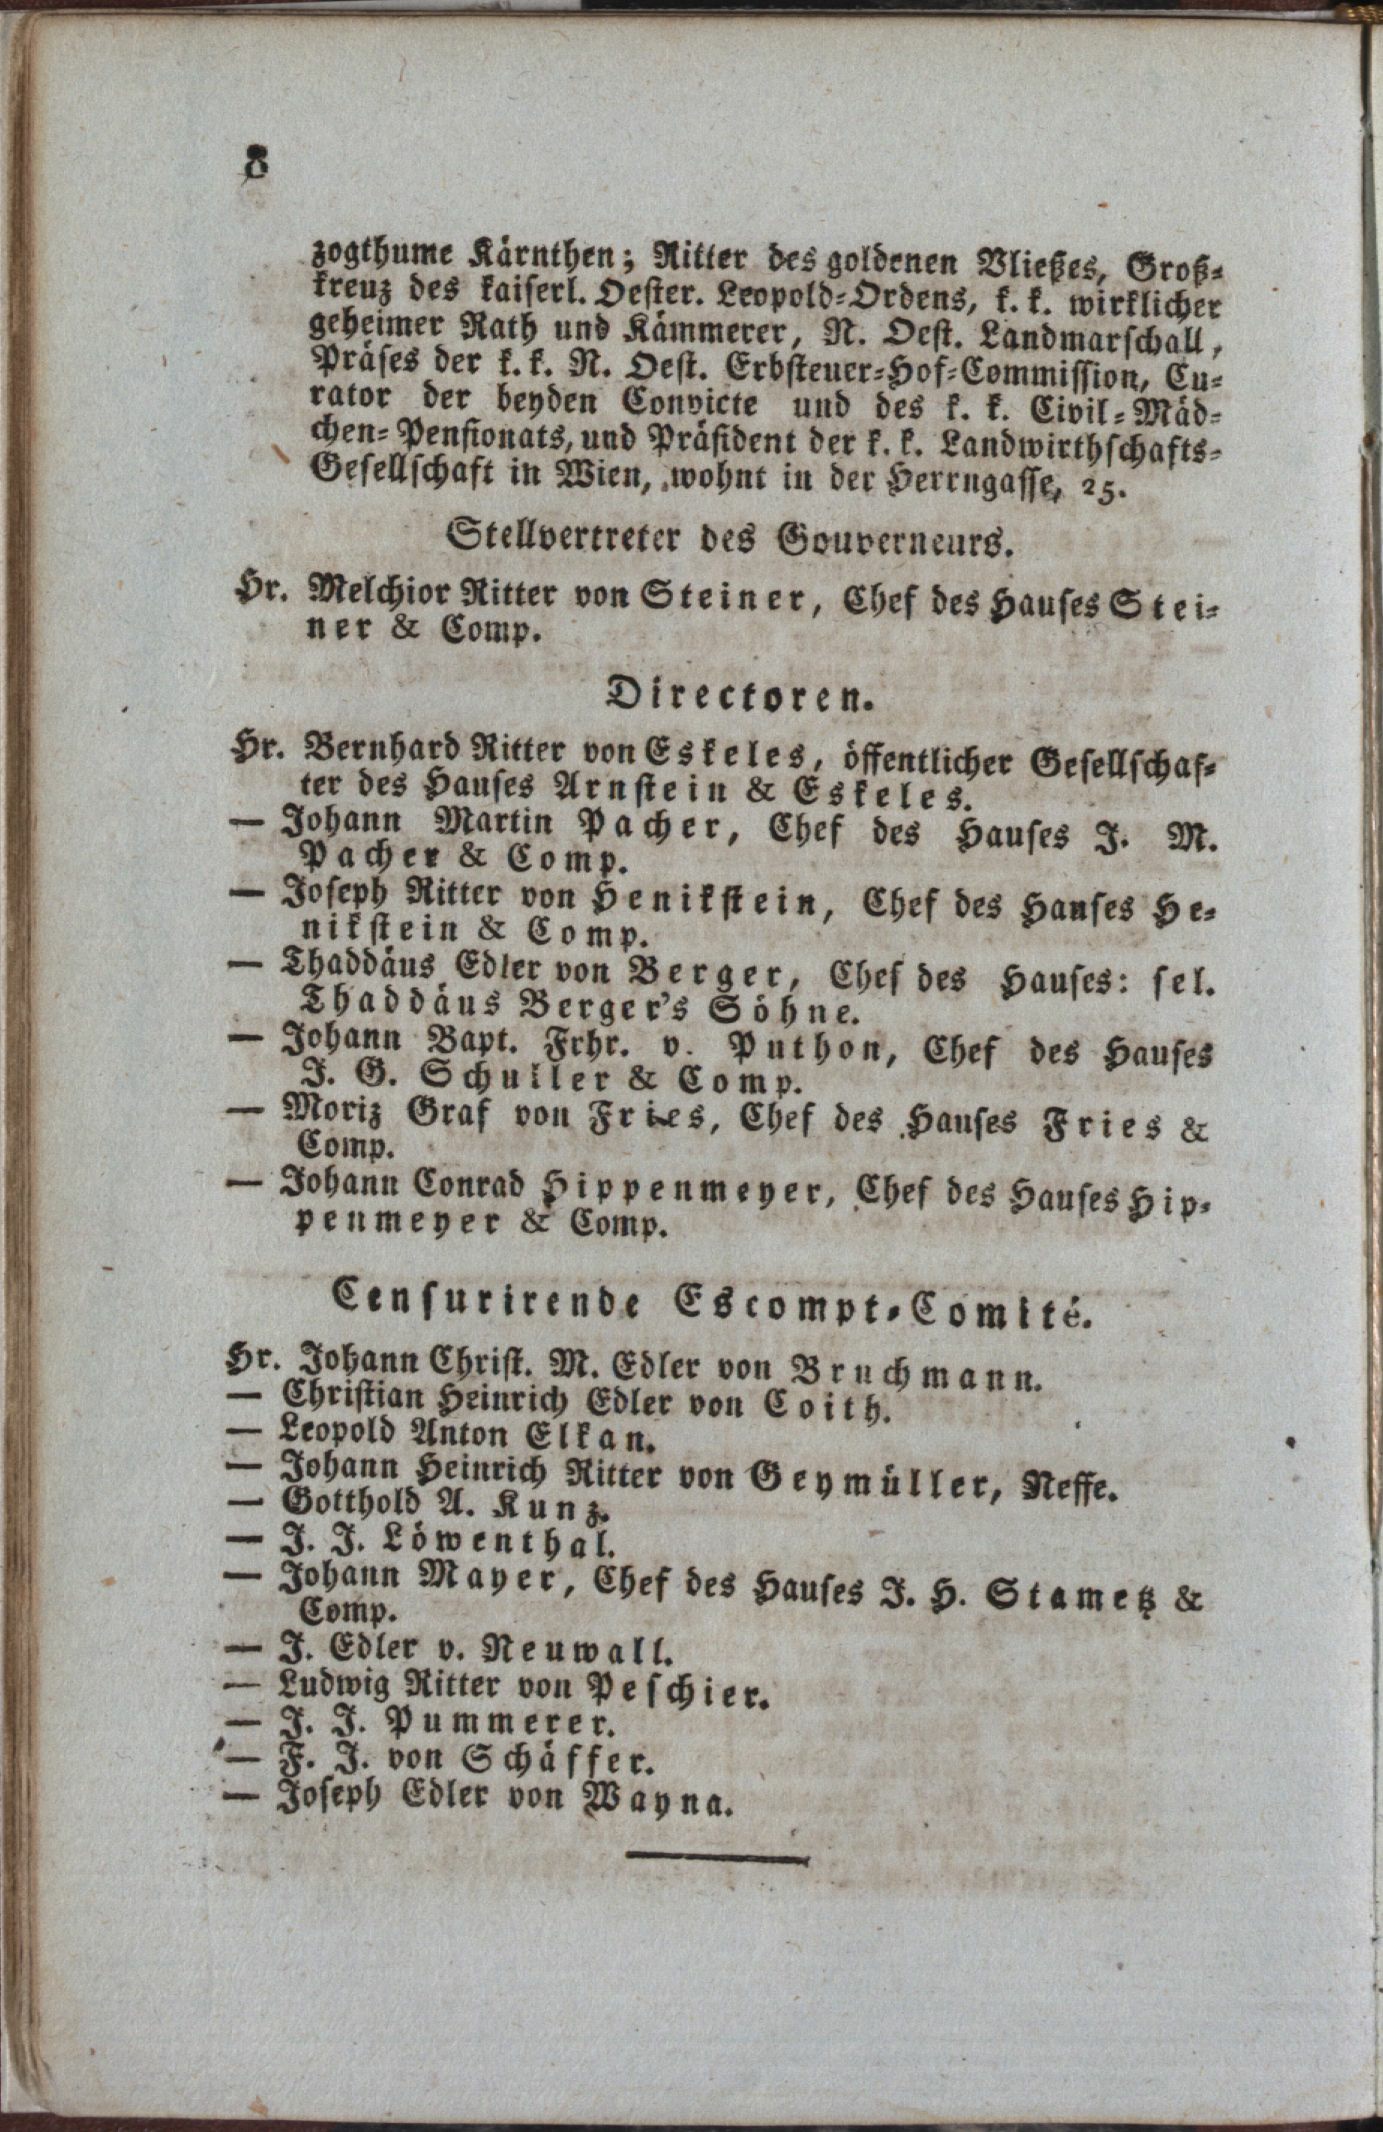 8
zogthume Kärnthen; Ritter des goldenen Vließes, Groß-
kreuz des kaiserl. Oester. Leopold-Ordens, k. k. wirklicher
geheimer Rath und Kämmerer, N. Oest. Landmarschall,
Präses der k. k. N. Oest. Erbsteuer-Hof-Commission, Cu-
rator der beyden Convicte und des k. k. Civil-Mäd-
chen-Pensionats, und Präsident der k. k. Landwirthschafts-
Gesellschaft in Wien, wohnt in der Herrngasse, 25.
Stellvertreter des Gouverneurs.
Hr. Melchior Ritter von Steiner, Chef des Hauses Stei-
ner & Comp.
Directoren.
Hr. Bernhard Ritter von Eskeles, öffentlicher Gesellschaf-
ter des Hauses Arnstein & Eskeles.
— Johann Martin Pacher, Chef des Hauses J. M.
Pacher & Comp.
— Joseph Ritter von Henikstein, Chef des Hauses He-
nikstein & Comp.
— Thaddäus Edler von Berger, Chef des Hauses: sel.
Thaddäus Berger's Söhne.
— Johann Bapt. Frhr. v. Puthon, Chef des Hauses
J. G. Schuller & Comp.
— Moriz Graf von Fries, Chef des Hauses Fries &
Comp.
— Johann Conrad Hippenmeyer, Chef des Hauses Hip-
penmeyer & Comp.
Censurirende Escompt-Comité.
Hr. Johann Christ. M. Edler von Bruchmann.
— Christian Heinrich Edler von Coith.
— Leopold Anton Elkan.
— Johann Heinrich Ritter von Geymüller, Neffe.
— Gotthold A. Kunz.
— J. J. Löwenthal.
— Johann Mayer, Chef des Hauses J. H. Stametz &
Comp.
— J. Edler v. Neuwall.
— Ludwig Ritter von Peschier.
— J. J. Pummerer.
— F. J. von Schäffer.
— Joseph Edler von Wayna.